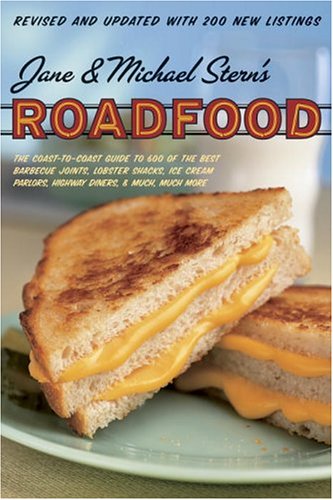 REVISED AND UPDATED WITH 200 NEW LISTINGS
Jane & Michael Stern's
ROADFOOD
THE COAST-TO-COAST GUIDE TO 600 OF THE BEST
BARBECUE JOINTS, LOBSTER SHACKS, ICE CREAM
PARLORS, HIGHWAY DINERS, & MUCH, MUCH MORE